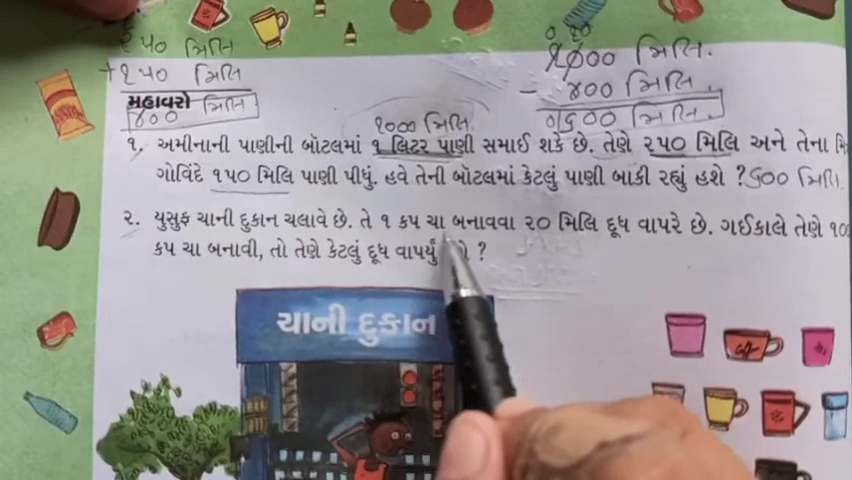 ૨૫૦ મિલિ
+ ૧૫૦ મિલિ
૪૦૦ મિલિ
૧૦૦૦ મિલિ.
- ૪૦૦ મિલિ.
૦૬૦૦ મિલિ.
મહાવરો
૧૦૦૦ મિલિ.
૧. અમીનાની પાણીની બૉટલમાં ૧ લિટર પાણી સમાઈ શકે છે. તેણે ૨૫૦ મિલિ અને તેના
ગોવિંદે ૧૫૦ મિલિ પાણી પીધું. હવે તેની બૉટલમાં કેટલું પાણી બાકી રહ્યું હશે ? ૬૦૦ મિલિ.
૨. યુસુફ ચાની દુકાન ચલાવે છે. તે ૧ કપ ચા બનાવવા ૨૦ મિલિ દૂધ વાપરે છે. ગઈકાલે તેણે
કપ ચા બનાવી, તો તેણે કેટલું દૂધ વાપર્યું ?
ચાની દુકાન